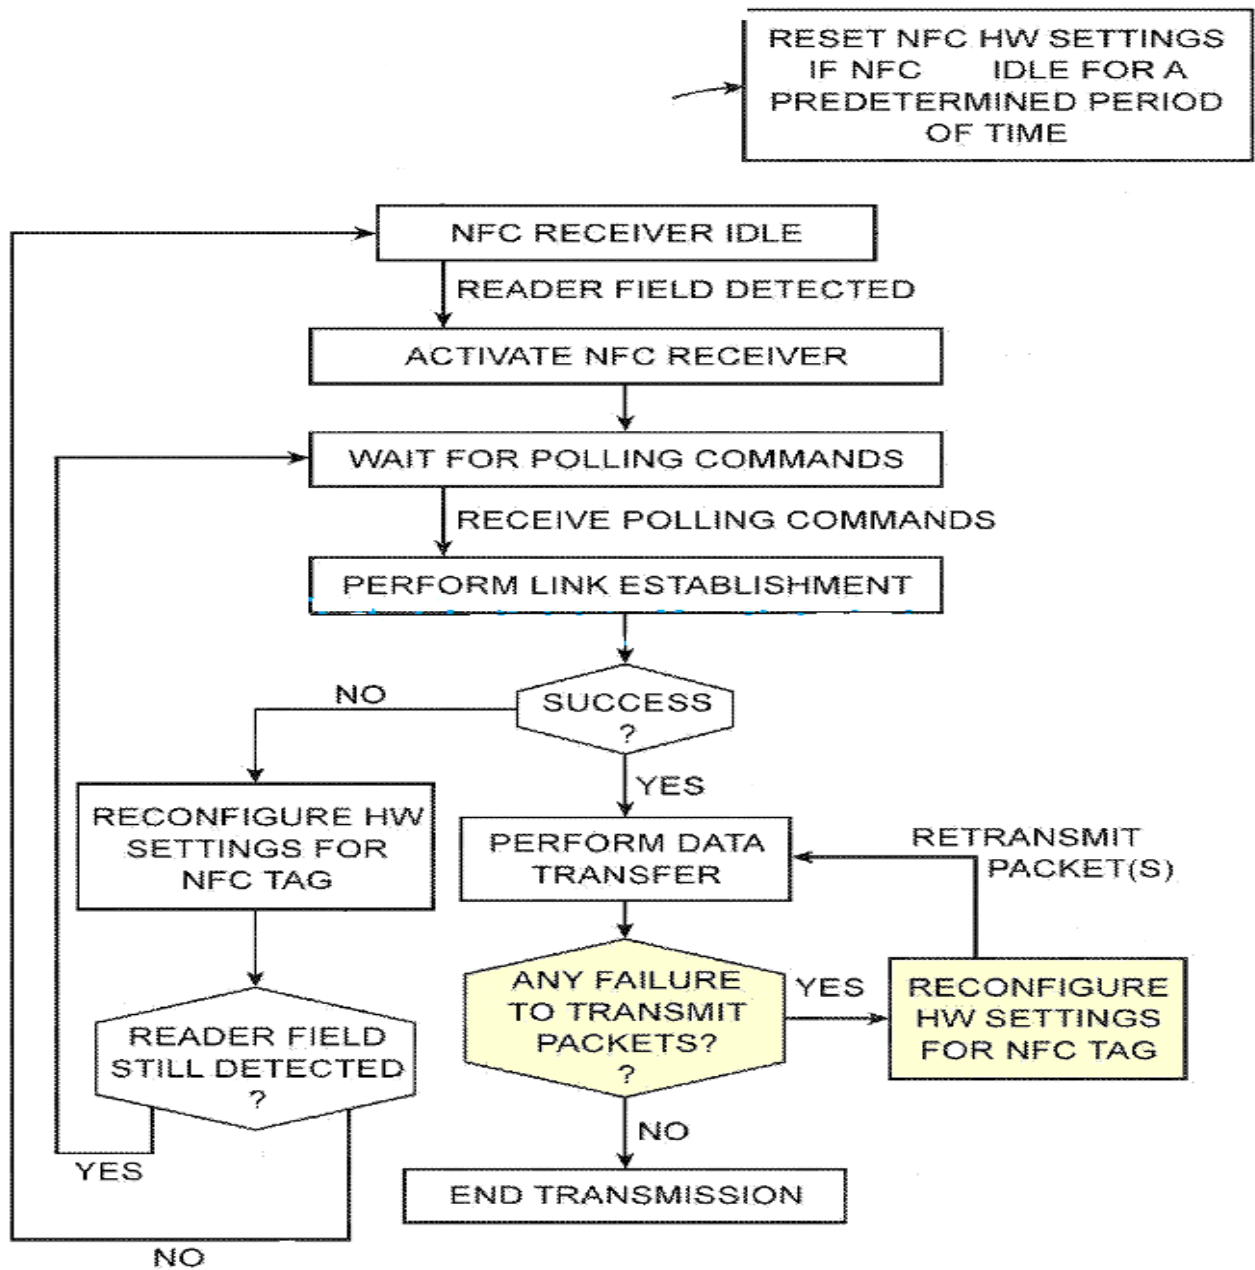 RESET NFC HW SETTINGS
IF NFC IDLE FOR A
PREDETERMINED PERIOD
OF TIME
NFC RECEIVER IDLE
READER FIELD DETECTED
ACTIVATE NFC RECEIVER
WAIT FOR POLLING COMMANDS
RECEIVE POLLING COMMANDS
PERFORM LINK ESTABLISHMENT
NO
SUCCESS
?
YES
RECONFIGURE HW
SETTINGS FOR
NFC TAG
PERFORM DATA
TRANSFER
RETRANSMIT
PACKET(S)
ANY FAILURE
TO TRANSMIT
PACKETS?
?
YES
RECONFIGURE
HW SETTINGS
FOR NFC TAG
READER FIELD
STILL DETECTED
?
NO
YES
END TRANSMISSION
NO